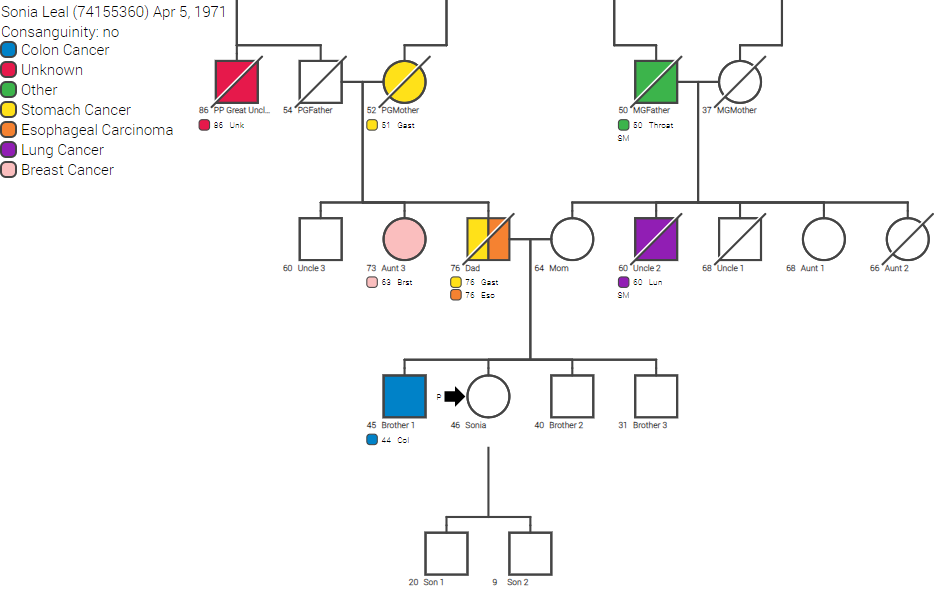 Sonia Leal (74155360) Apr 5, 1971
Consanguinity: no
Colon Cancer
Unknown
Other
Stomach Cancer
Esophageal Carcinoma
Lung Cancer
Breast Cancer
86 PP Great Uncl... 54 PGFather 52 PGMother 50 MGFather 37 MGMother
86 Unk 51 Gast 50 Throat
SM
60 Uncle 3 73 Aunt 3 76 Dad 64 Mom 60 Uncle 2 68 Uncle 1 68 Aunt 1 66 Aunt 2
63 Brst 76 Gast 60 Lun
76 Eso SM
P
45 Brother 1 46 Sonia 40 Brother 2 31 Brother 3
44 Col
20 Son 1 9 Son 2